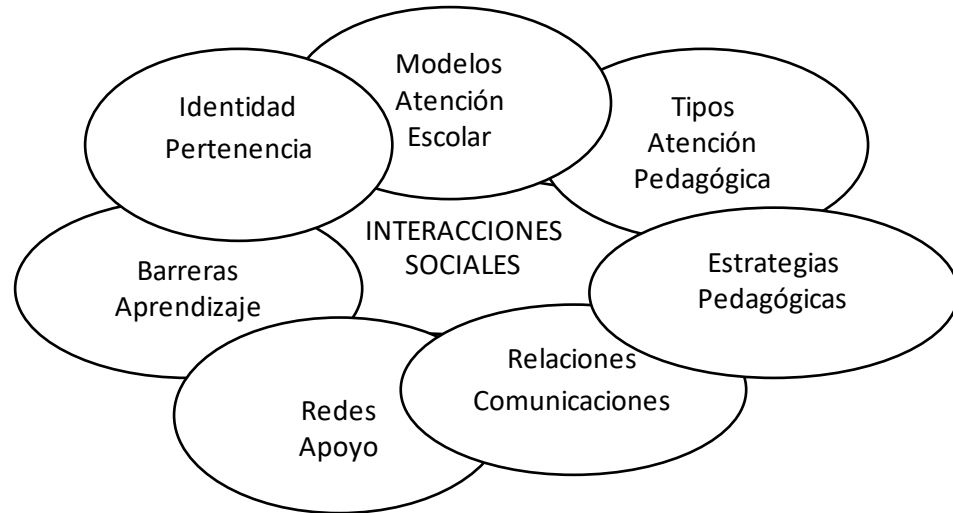 Modelos
Atención
Escolar
Identidad
Pertenencia
Tipos
Atención
Pedagógica
INTERACCIONES
SOCIALES
Barreras
Aprendizaje
Estrategias
Pedagógicas
Relaciones
Comunicaciones
Redes
Apoyo